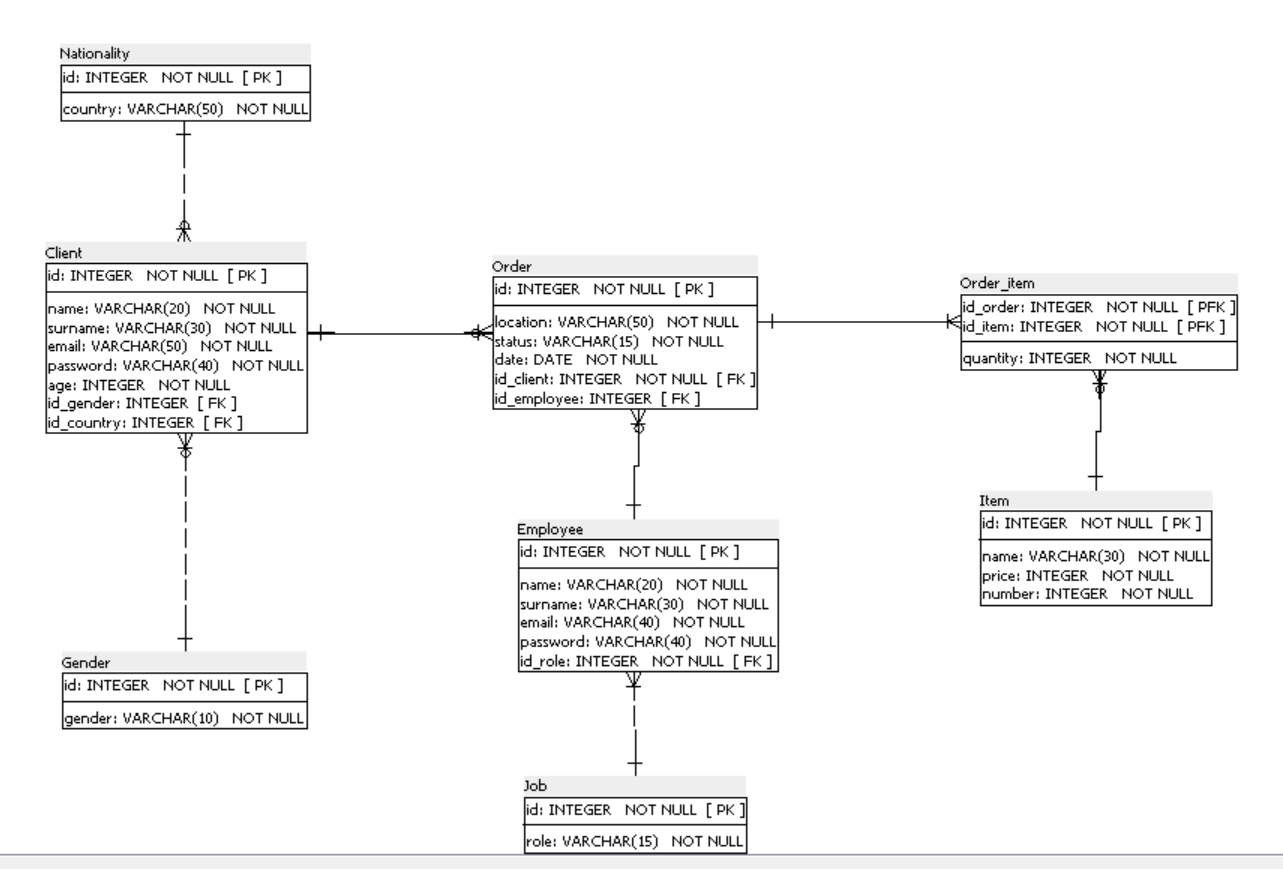 Nationality
id: INTEGER NOT NULL [ PK ]
country: VARCHAR(50) NOT NULL
Client
id: INTEGER NOT NULL [ PK ]
name: VARCHAR(20) NOT NULL
surname: VARCHAR(30) NOT NULL
email: VARCHAR(50) NOT NULL
password: VARCHAR(40) NOT NULL
age: INTEGER NOT NULL
id_gender: INTEGER [ FK ]
id_country: INTEGER [ FK ]
Gender
id: INTEGER NOT NULL [ PK ]
gender: VARCHAR(10) NOT NULL
Order
id: INTEGER NOT NULL [ PK ]
location: VARCHAR(50) NOT NULL
status: VARCHAR(15) NOT NULL
date: DATE NOT NULL
id_client: INTEGER NOT NULL [ FK ]
id_employee: INTEGER [ FK ]
Employee
id: INTEGER NOT NULL [ PK ]
name: VARCHAR(20) NOT NULL
surname: VARCHAR(30) NOT NULL
email: VARCHAR(40) NOT NULL
password: VARCHAR(40) NOT NULL
id_role: INTEGER NOT NULL [ FK ]
Job
id: INTEGER NOT NULL [ PK ]
role: VARCHAR(15) NOT NULL
Order_item
id_order: INTEGER NOT NULL [ PFK ]
id_item: INTEGER NOT NULL [ PFK ]
quantity: INTEGER NOT NULL
Item
id: INTEGER NOT NULL [ PK ]
name: VARCHAR(30) NOT NULL
price: INTEGER NOT NULL
number: INTEGER NOT NULL